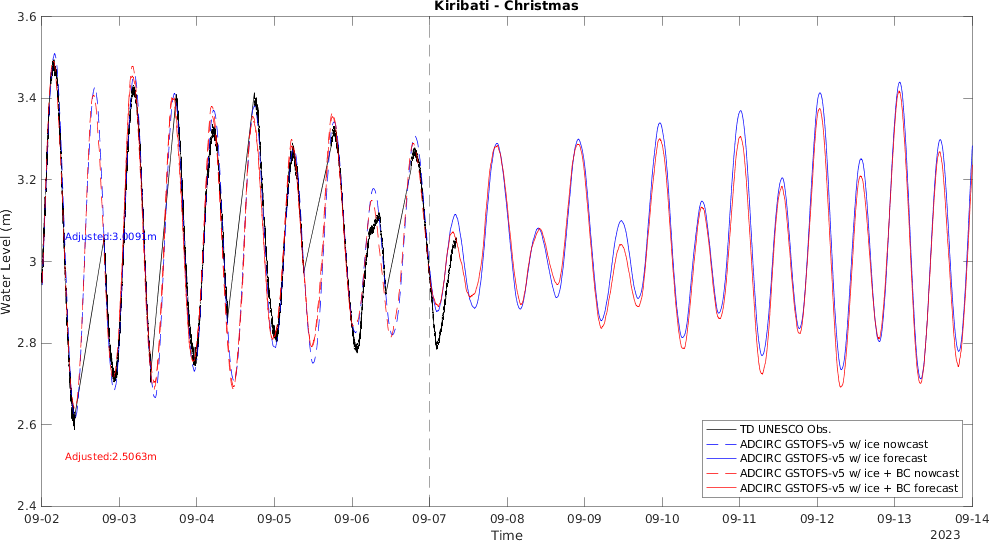 Kiribati - Christmas
Water Level (m)
3.6
3.4
3.2
3
2.8
2.6
2.4
Adjusted:3.0091m
Adjusted:2.5063m
TD UNESCO Obs.
ADCIRC GSTOFS-v5 w/ ice nowcast
ADCIRC GSTOFS-v5 w/ ice forecast
ADCIRC GSTOFS-v5 w/ ice + BC nowcast
ADCIRC GSTOFS-v5 w/ ice + BC forecast
09-02 09-03 09-04 09-05 09-06 09-07 09-08 09-09 09-10 09-11 09-12 09-13 09-14
Time
2023